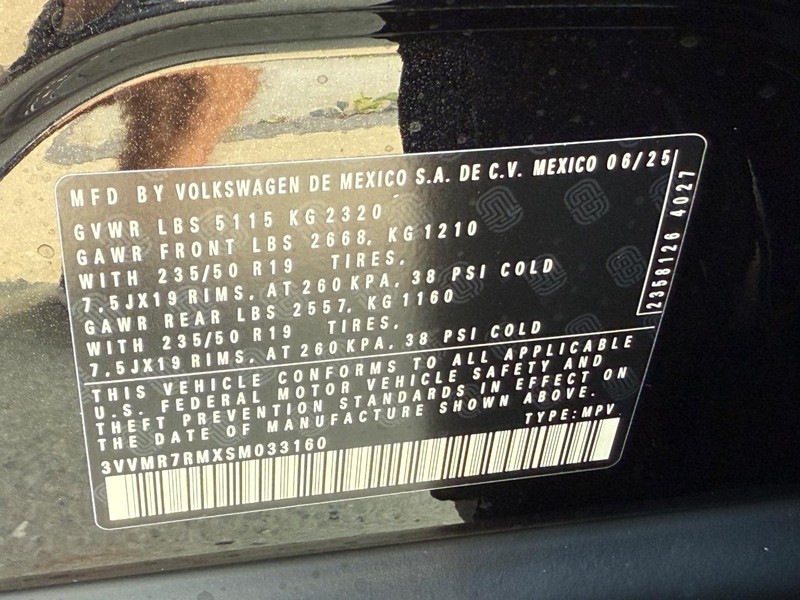 MFD BY VOLKSWAGEN DE MEXICO S.A. DE C.V. MEXICO 06/25
GVWR LBS 5115 KG 2320
GAWR FRONT LBS 2668, KG 1210
WITH 235/50 R19 TIRES,
7.5JX19 RIMS, AT 260 KPA, 38 PSI COLD
GAWR REAR LBS 2557, KG 1160
WITH 235/50 R19 TIRES,
7.5JX19 RIMS, AT 260 KPA, 38 PSI COLD
2358126 4027
THIS VEHICLE CONFORMS TO ALL APPLICABLE
U.S. FEDERAL MOTOR VEHICLE SAFETY AND
THEFT PREVENTION STANDARDS IN EFFECT ON
THE DATE OF MANUFACTURE SHOWN ABOVE.
TYPE:MPV
3VVMR7RMXSM033160